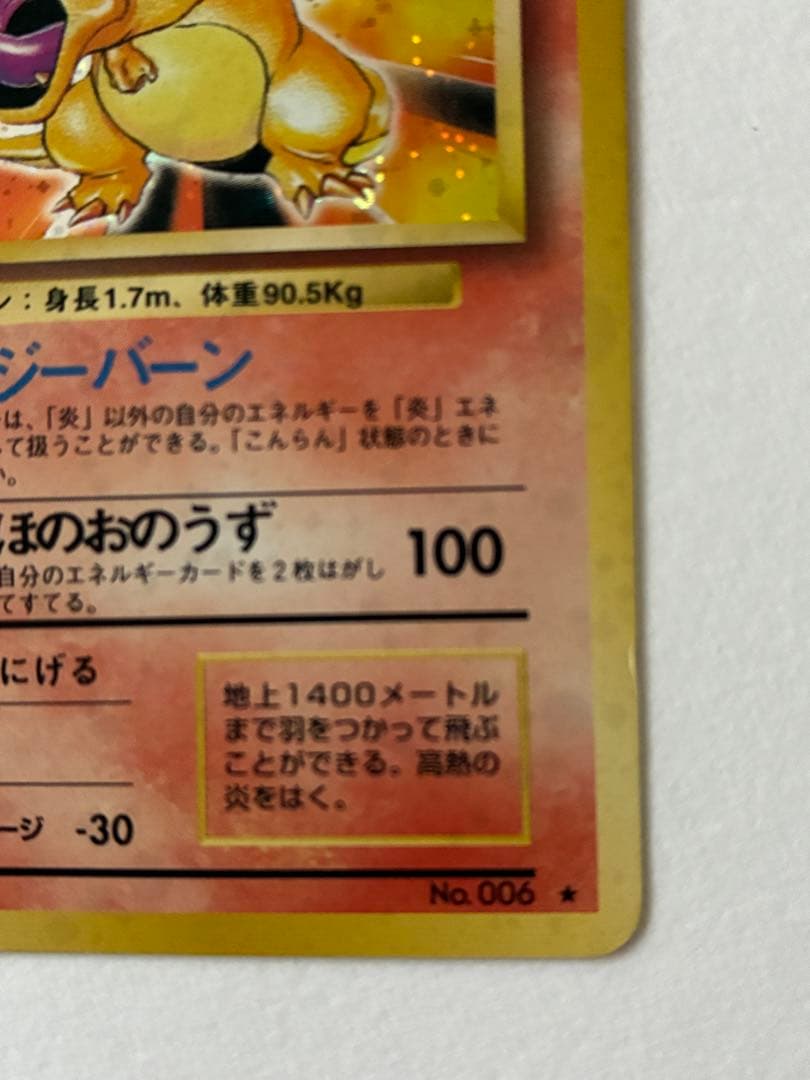 ン：身長1.7m、体重90.5Kg
ジーバーン
は、「炎」以外の自分のエネルギーを「炎」エネ
て扱うことができる。「こんらん」状態のときに
い。
ほのおのうず 100
自分のエネルギーカードを2枚はがし
てすてる。
にげる
地上1400メートル
まで羽をつかって飛ぶ
ことができる。高熱の
炎をはく。
ージ -30
No. 006 ★